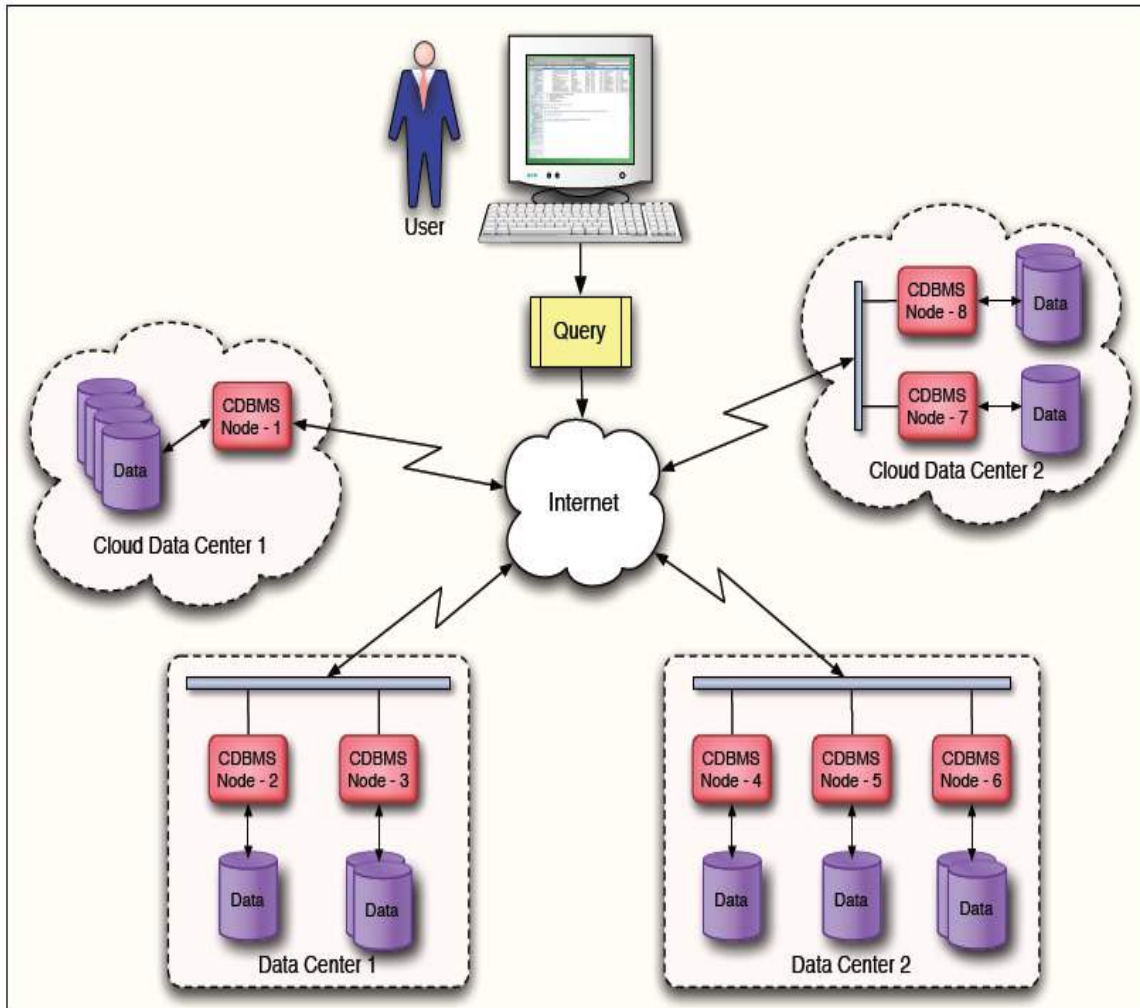 User
Query
CDBMS
Node - 8
Data
CDBMS
Node - 7
Data
Cloud Data Center 2
CDBMS
Node - 1
Data
Cloud Data Center 1
Internet
CDBMS
Node - 2
CDBMS
Node - 3
Data
Data
Data Center 1
CDBMS
Node - 4
CDBMS
Node - 5
CDBMS
Node - 6
Data
Data
Data
Data Center 2